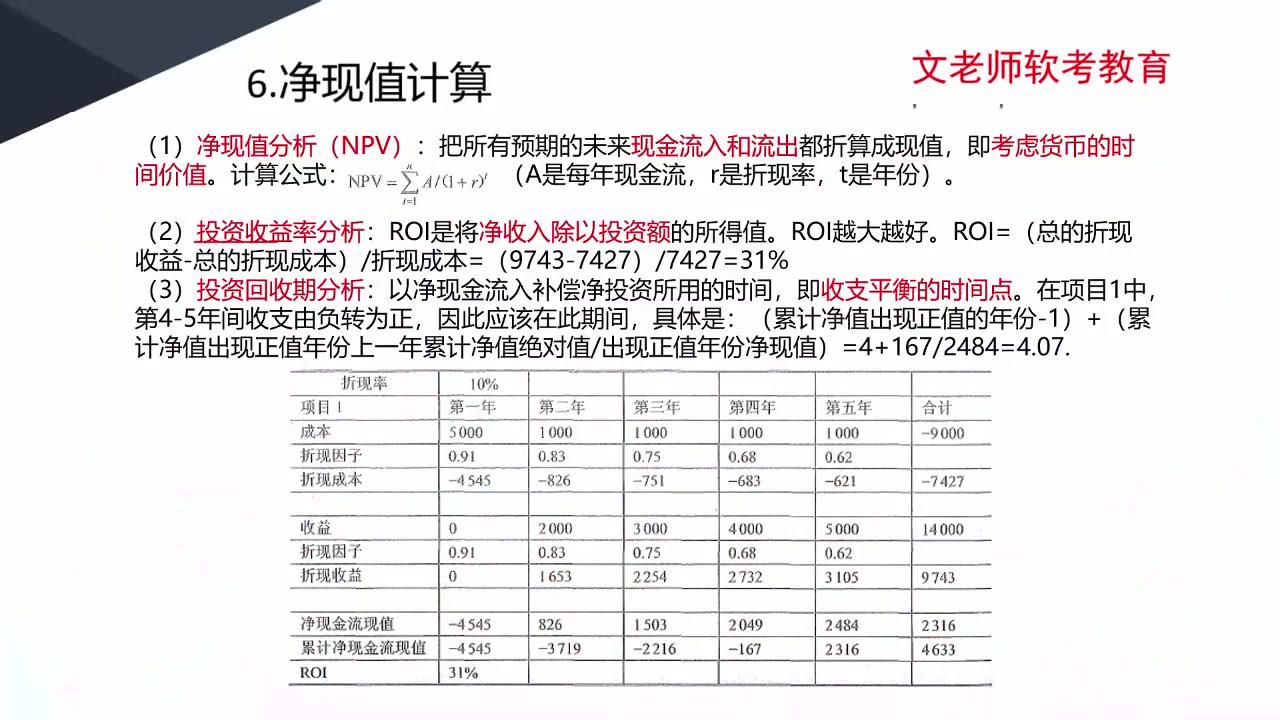 6.净现值计算
文老师软考教育
（1）净现值分析（NPV）：把所有预期的未来现金流入和流出都折算成现值，即考虑货币的时
间价值。计算公式：NPV=∑A/(1+r)^t （A是每年现金流，r是折现率，t是年份）。
n
t=1
（2）投资收益率分析：ROI是将净收入除以投资额的所得值。ROI越大越好。ROI=（总的折现
收益-总的折现成本）/折现成本=（9743-7427）/7427=31%
（3）投资回收期分析：以净现金流入补偿净投资所用的时间，即收支平衡的时间点。在项目1中，
第4-5年间收支由负转为正，因此应该在此期间，具体是：（累计净值出现正值的年份-1）+（累
计净值出现正值年份上一年累计净值绝对值/出现正值年份净现值）=4+167/2484=4.07.
折现率 10%
项目1 第一年 第二年 第三年 第四年 第五年 合计
成本 5000 1000 1000 1000 1000 -9000
折现因子 0.91 0.83 0.75 0.68 0.62
折现成本 -4545 -826 -751 -683 -621 -7427
收益 0 2000 3000 4000 5000 14000
折现因子 0.91 0.83 0.75 0.68 0.62
折现收益 0 1653 2254 2732 3105 9743
净现金流现值 -4545 826 1503 2049 2484 2316
累计净现金流现值 -4545 -3719 -2216 -167 2316 4633
ROI 31%